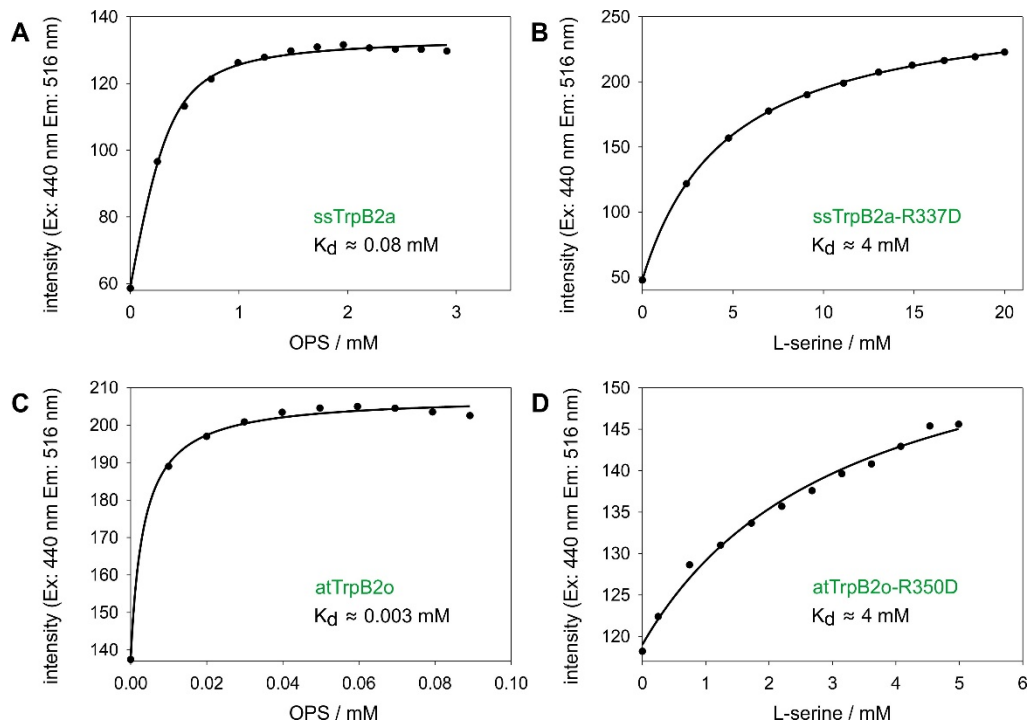 A
intensity (Ex: 440 nm Em: 516 nm)
140
120
100
80
60
0
1
2
3
OPS / mM
ssTrpB2a
Kd ≈ 0.08 mM
B
intensity (Ex: 440 nm Em: 516 nm)
250
200
150
100
50
0
5
10
15
20
L-serine / mM
ssTrpB2a-R337D
Kd ≈ 4 mM
C
intensity (Ex: 440 nm Em: 516 nm)
210
200
190
180
170
160
150
140
0.00
0.02
0.04
0.06
0.08
0.10
OPS / mM
atTrpB2o
Kd ≈ 0.003 mM
D
intensity (Ex: 440 nm Em: 516 nm)
150
145
140
135
130
125
120
0
1
2
3
4
5
6
L-serine / mM
atTrpB2o-R350D
Kd ≈ 4 mM